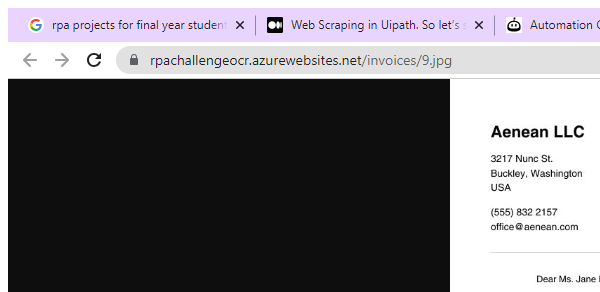 rpa projects for final year student
Web Scraping in Uipath. So let's
Automation
rpachallengeocr.azurewebsites.net/invoices/9.jpg
Aenean LLC
3217 Nunc St.
Buckley, Washington
USA
(555) 832 2157
office@aenean.com
Dear Ms. Jane